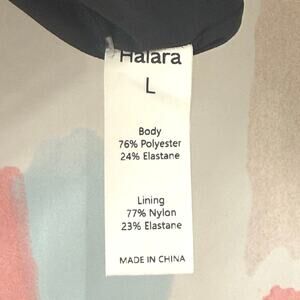 Halara
L
Body
76% Polyester
24% Elastane
Lining
77% Nylon
23% Elastane
MADE IN CHINA